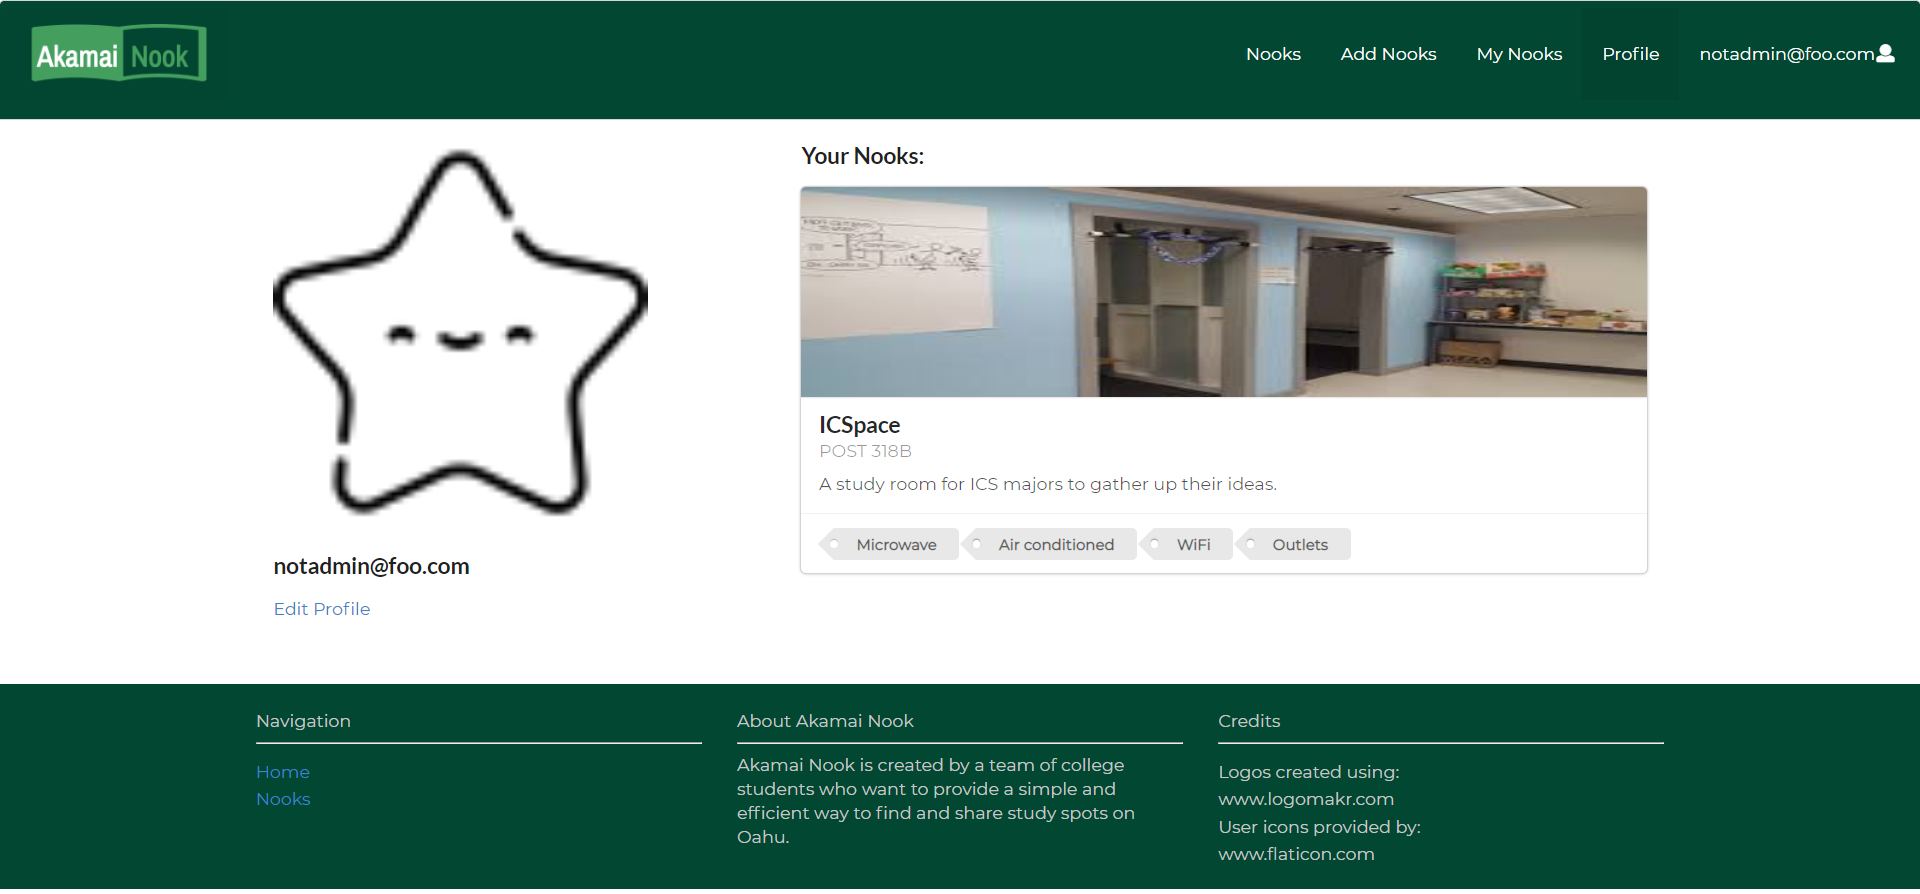 Akamai Nook
Nooks
Add Nooks
My Nooks
Profile
notadmin@foo.com
Your Nooks:
ICSpace
POST 318B
A study room for ICS majors to gather up their ideas.
Microwave
Air conditioned
WiFi
Outlets
notadmin@foo.com
Edit Profile
Navigation
Home
Nooks
About Akamai Nook
Akamai Nook is created by a team of college
students who want to provide a simple and
efficient way to find and share study spots on
Oahu.
Credits
Logos created using:
www.logomakr.com
User icons provided by:
www.flaticon.com